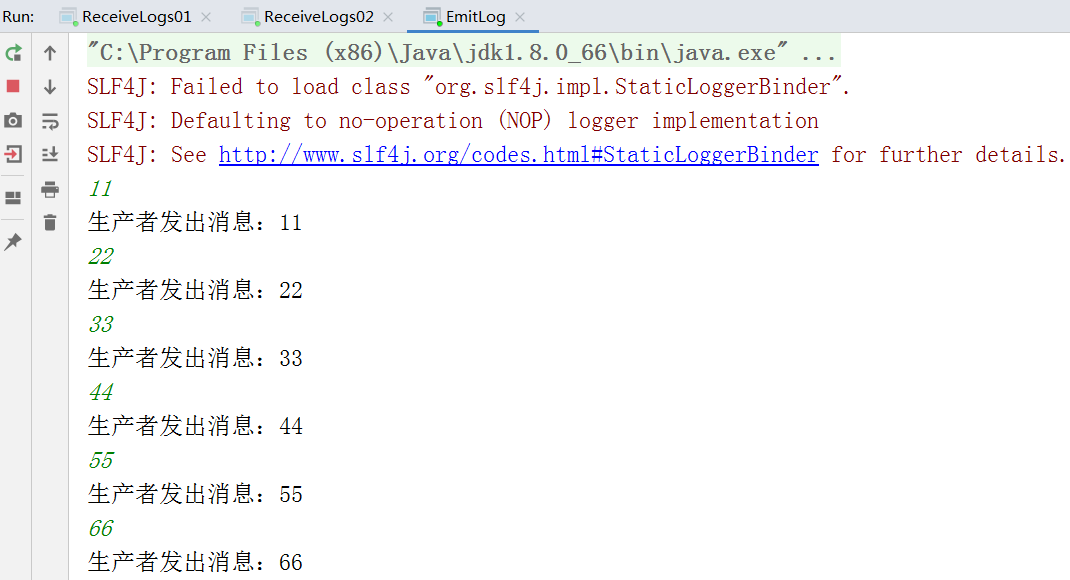 Run: ReceiveLogs01 ReceiveLogs02 EmitLog
"C:\Program Files (x86)\Java\jdk1.8.0_66\bin\java.exe" ...
SLF4J: Failed to load class "org.slf4j.impl.StaticLoggerBinder".
SLF4J: Defaulting to no-operation (NOP) logger implementation
SLF4J: See http://www.slf4j.org/codes.html#StaticLoggerBinder for further details.
11
生产者发出消息：11
22
生产者发出消息：22
33
生产者发出消息：33
44
生产者发出消息：44
55
生产者发出消息：55
66
生产者发出消息：66